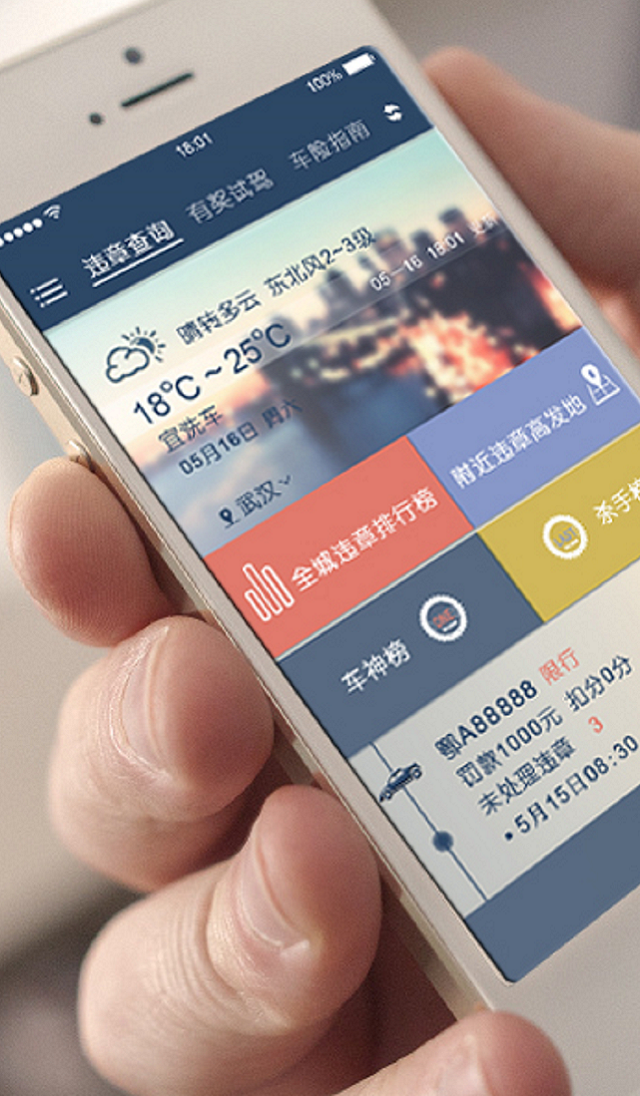 18:01
100%
违章查询 有奖试驾 车险指南
晴转多云 东北风2~3级
05-16 18:01 更新
18℃~25℃
宜洗车
05月16日 周六
武汉
全城违章排行榜
附近违章高发地
车神榜
杀手榜
鄂A88888 限行
罚款1000元 扣分0分
未处理违章 3
5月15日08:30